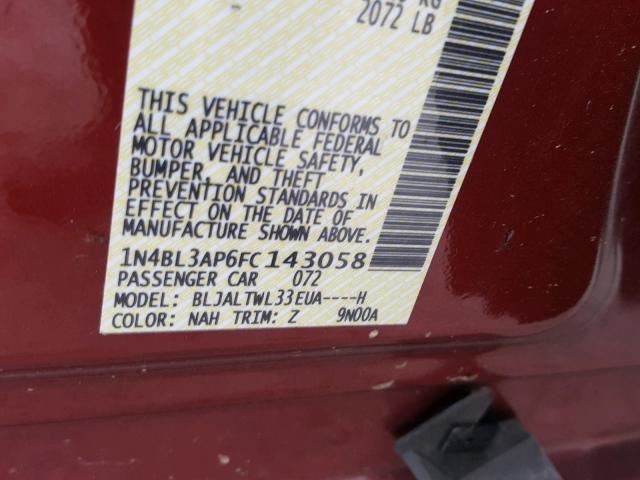 KG
2072 LB
THIS VEHICLE CONFORMS TO
ALL APPLICABLE FEDERAL
MOTOR VEHICLE SAFETY,
BUMPER, AND THEFT
PREVENTION STANDARDS IN
EFFECT ON THE DATE OF
MANUFACTURE SHOWN ABOVE.
1N4BL3AP6FC143058
PASSENGER CAR 072
MODEL: BLJALTWL33EUA----H
COLOR: NAH TRIM: Z 9N00A